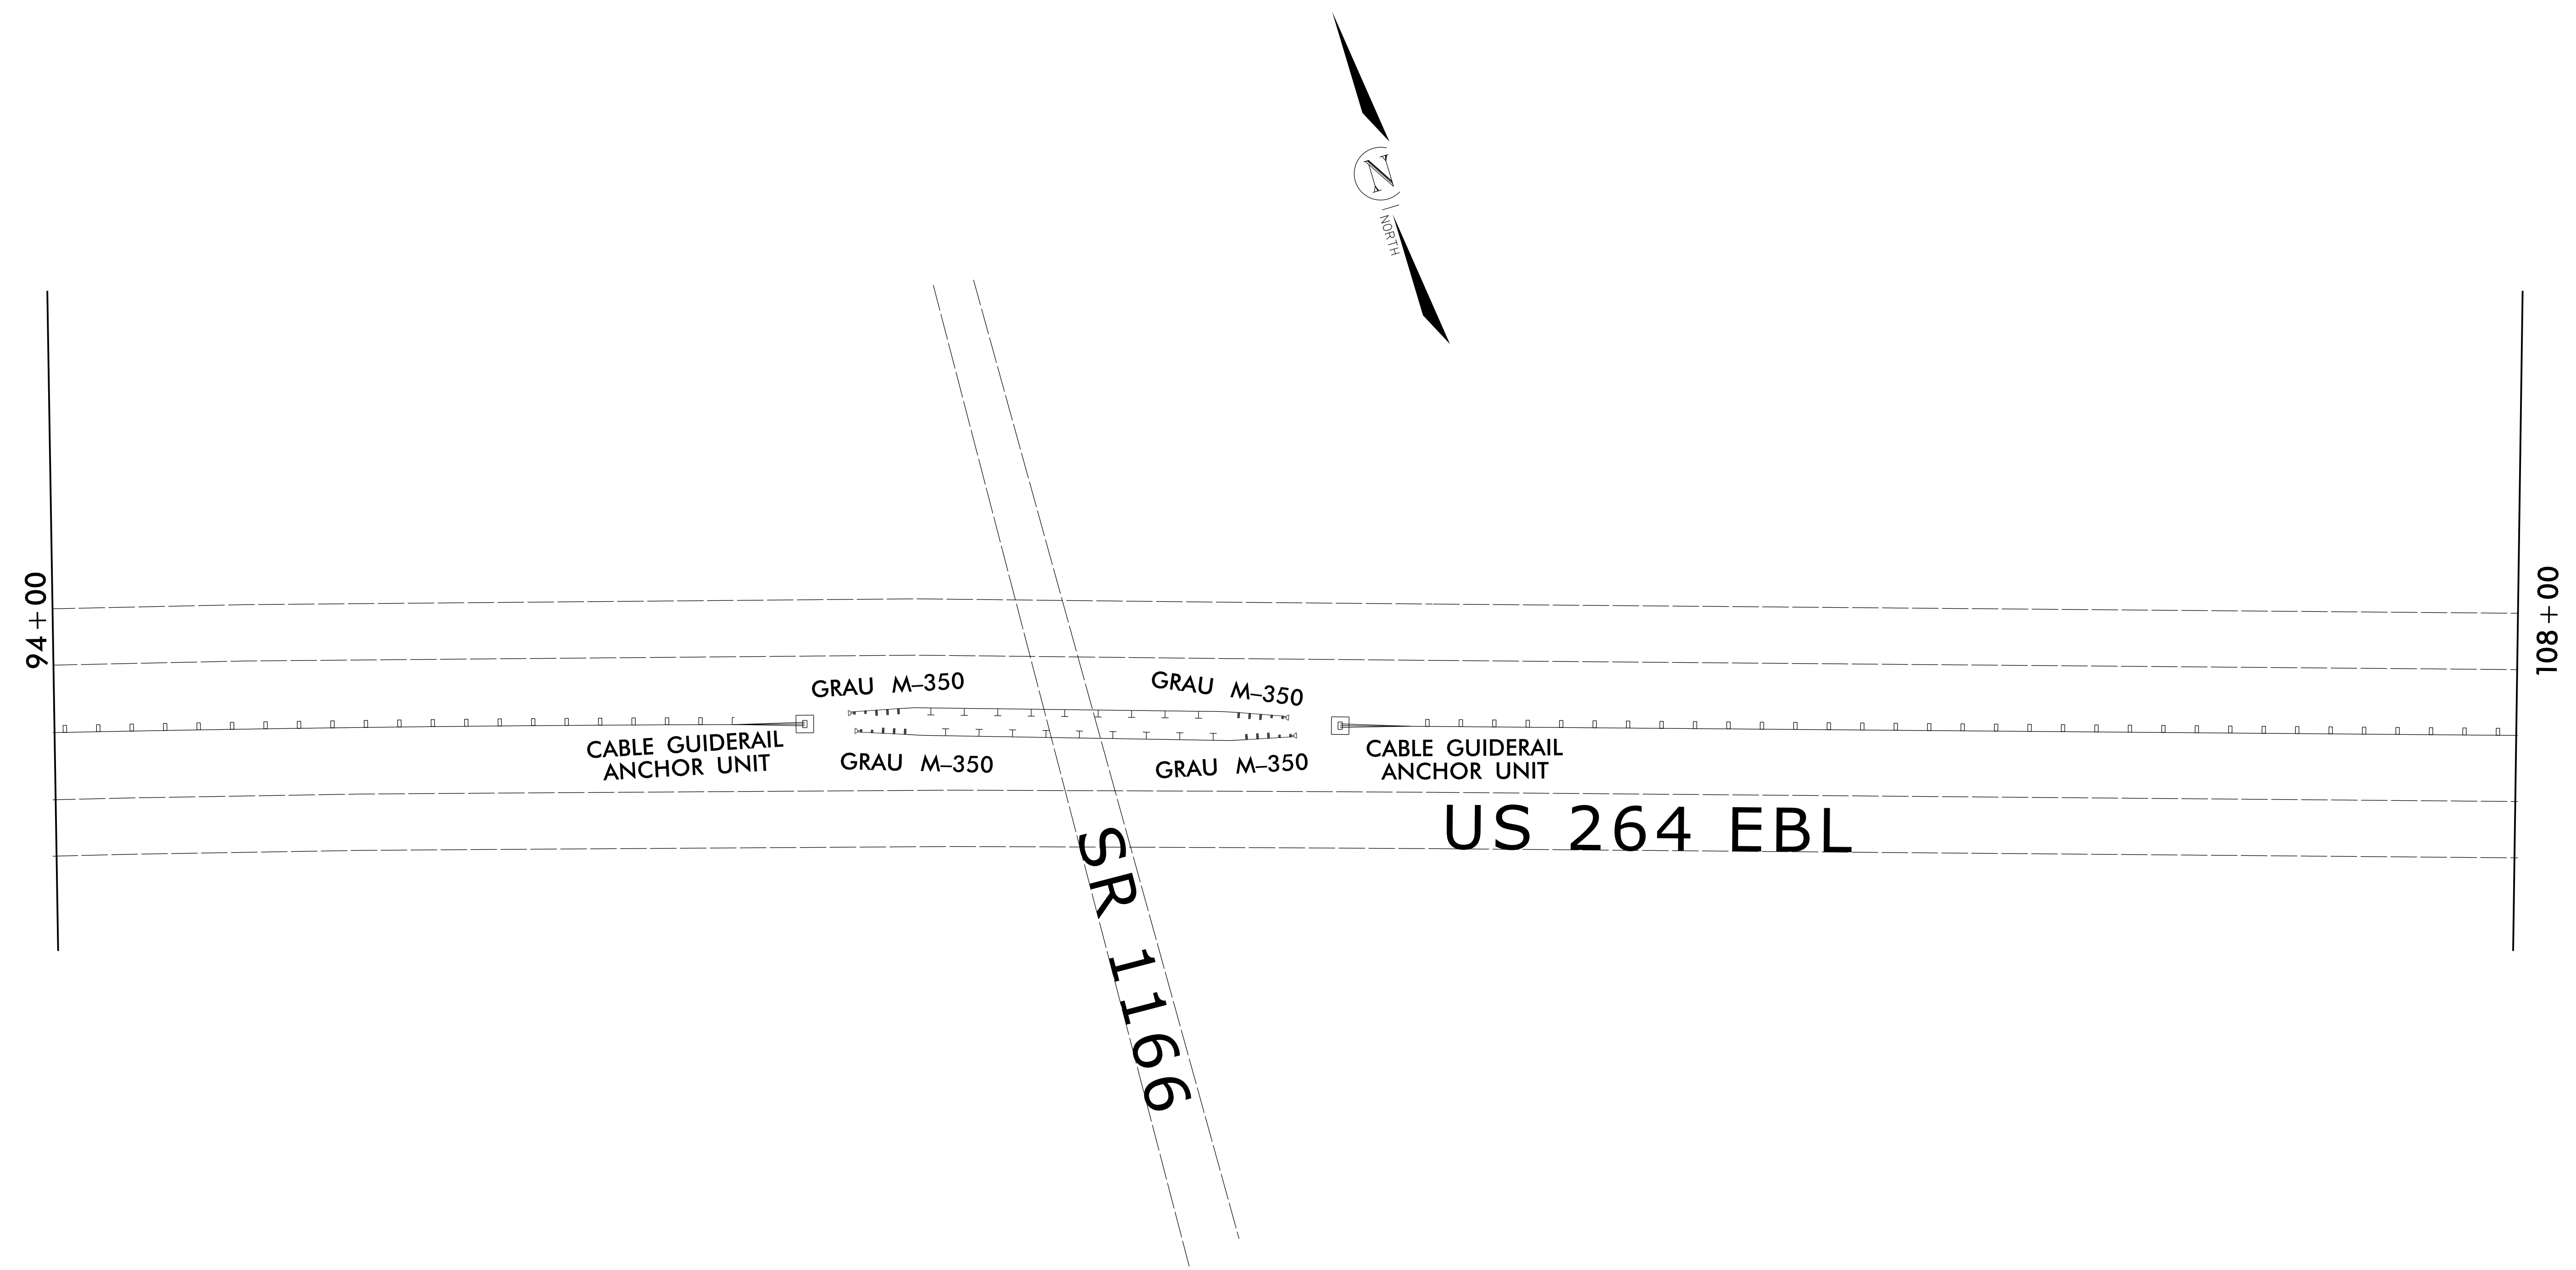 N
NORTH
94+00
108+00
GRAU M–350
GRAU M–350
CABLE GUIDERAIL
ANCHOR UNIT
GRAU M–350
GRAU M–350
CABLE GUIDERAIL
ANCHOR UNIT
US 264 EBL
SR 1166